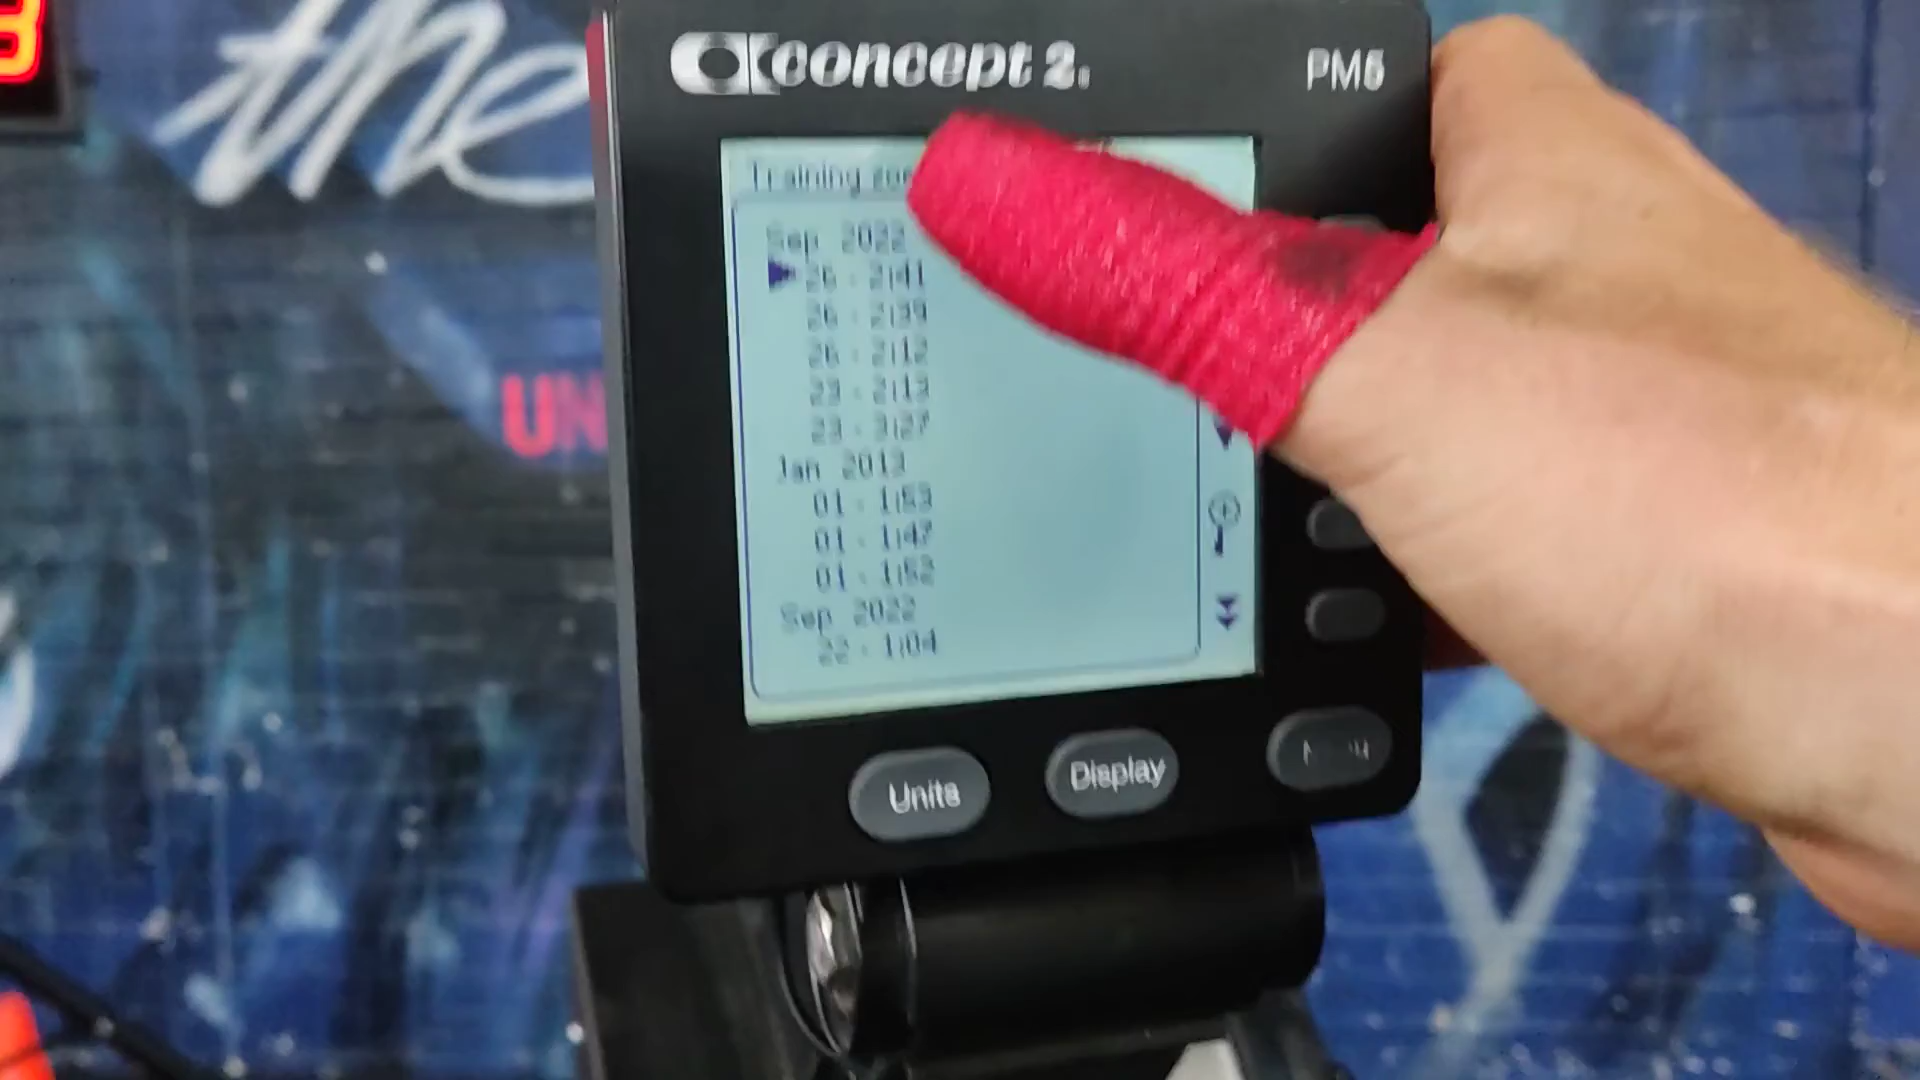 the
concept 2.
PM5
Training zo
Sep 2022
26 - 2:41
26 - 2:39
26 - 2:12
23 - 2:13
23 - 3:27
Jan 2013
01 - 1:53
01 - 1:47
01 - 1:52
Sep 2022
22 - 1:04
UN
Units
Display